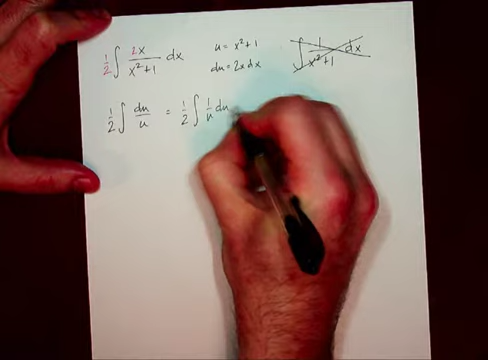 ½ ∫ 2x/(x²+1) dx
u = x²+1
du = 2x dx
∫ 1/(x²+1) dx
½ ∫ du/u = ½ ∫ 1/u du